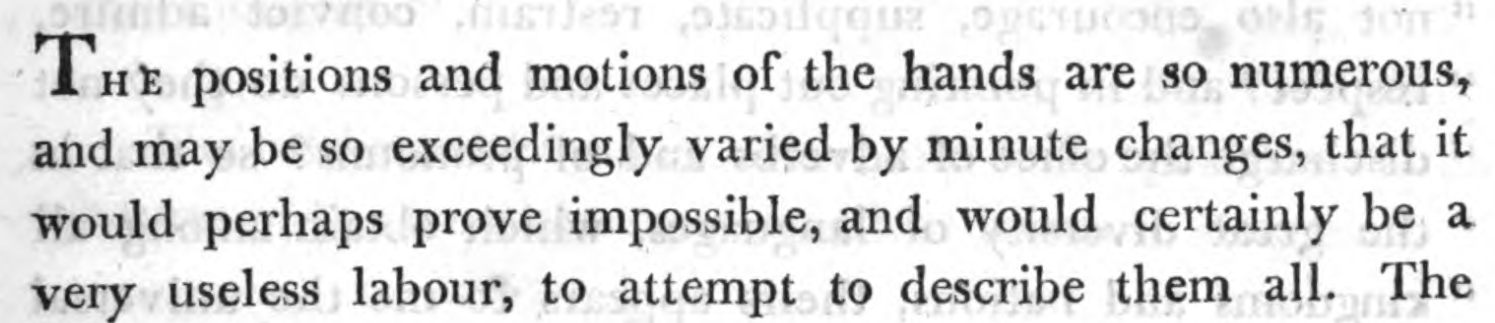 THE positions and motions of the hands are so numerous,
and may be so exceedingly varied by minute changes, that it
would perhaps prove impossible, and would certainly be a
very useless labour, to attempt to describe them all. The